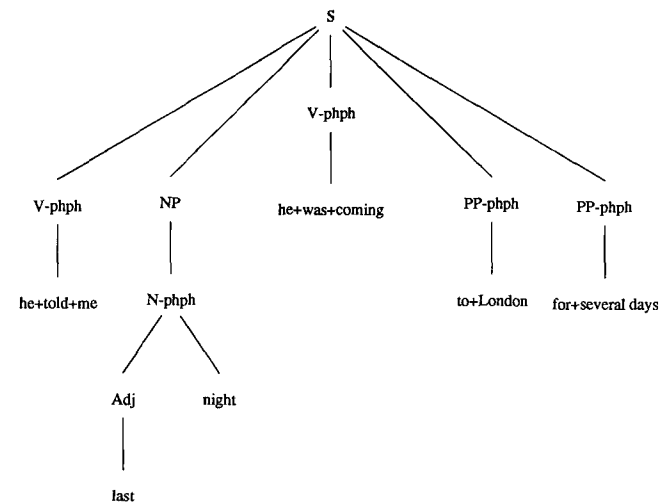 S
V-phph
V-phph NP he+was+coming PP-phph PP-phph
he+told+me N-phph to+London for+several days
Adj night
last